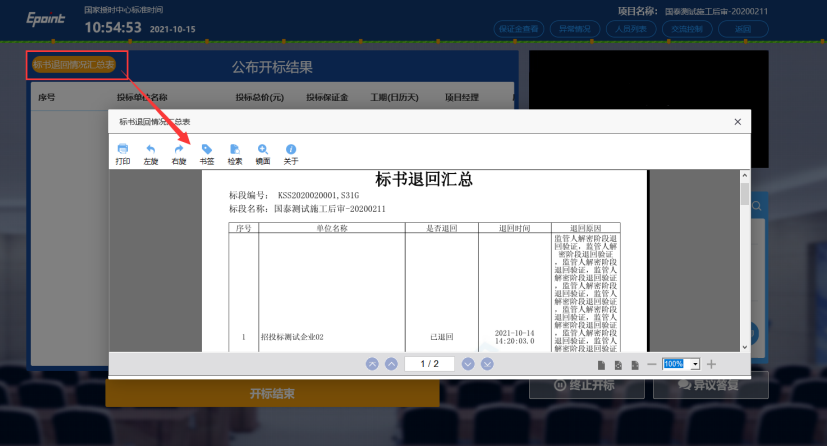 Epoint
国家授时中心标准时间
10:54:53 2021-10-15
项目名称: 国泰测试施工后审-20200211
保证金查看 异常情况 人员列表 交流控制 返回
标书退回情况汇总表
公布开标结果
序号 投标单位名称 投标总价(元) 投标保证金 工期(日历天) 项目经理
标书退回情况汇总表
打印 左旋 右旋 书签 检索 镜面 关于
标书退回汇总
标段编号: KSS2020020001,S31G
标段名称: 国泰测试施工后审-20200211
序号 单位名称 是否退回 退回时间 退回原因
监管人解密阶段退
回验证, 监管人解
密阶段退回验证
, 监管人解密阶段
退回验证, 监管人
解密阶段退回验证
, 监管人解密阶段
退回验证, 监管人
解密阶段退回验证
, 监管人解密阶段
退回验证, 监管人
解密阶段退回验证
, 监管人解密阶段
退回验证, 监管人
解密阶段退回验证
1 招投标测试企业02 已退回 2021-10-14
14:20:03.0
1 / 2
100%
开标结束
终止开标 异议答复